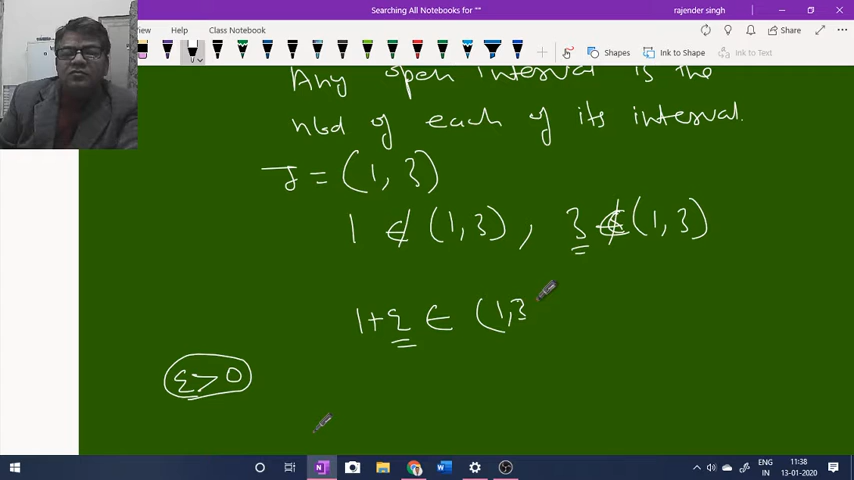 Searching All Notebooks for ""
rajender singh
View
Help
Class Notebook
Share
Shapes
Ink to Shape
Ink to Text
Any open interval is the
nbd of each of its interval.
I = (1, 3)
1 ∉ (1, 3) , 3 ∉ (1, 3)
1+ε ∈ (1,3
ε > 0
ENG
IN
11:38
13-01-2020